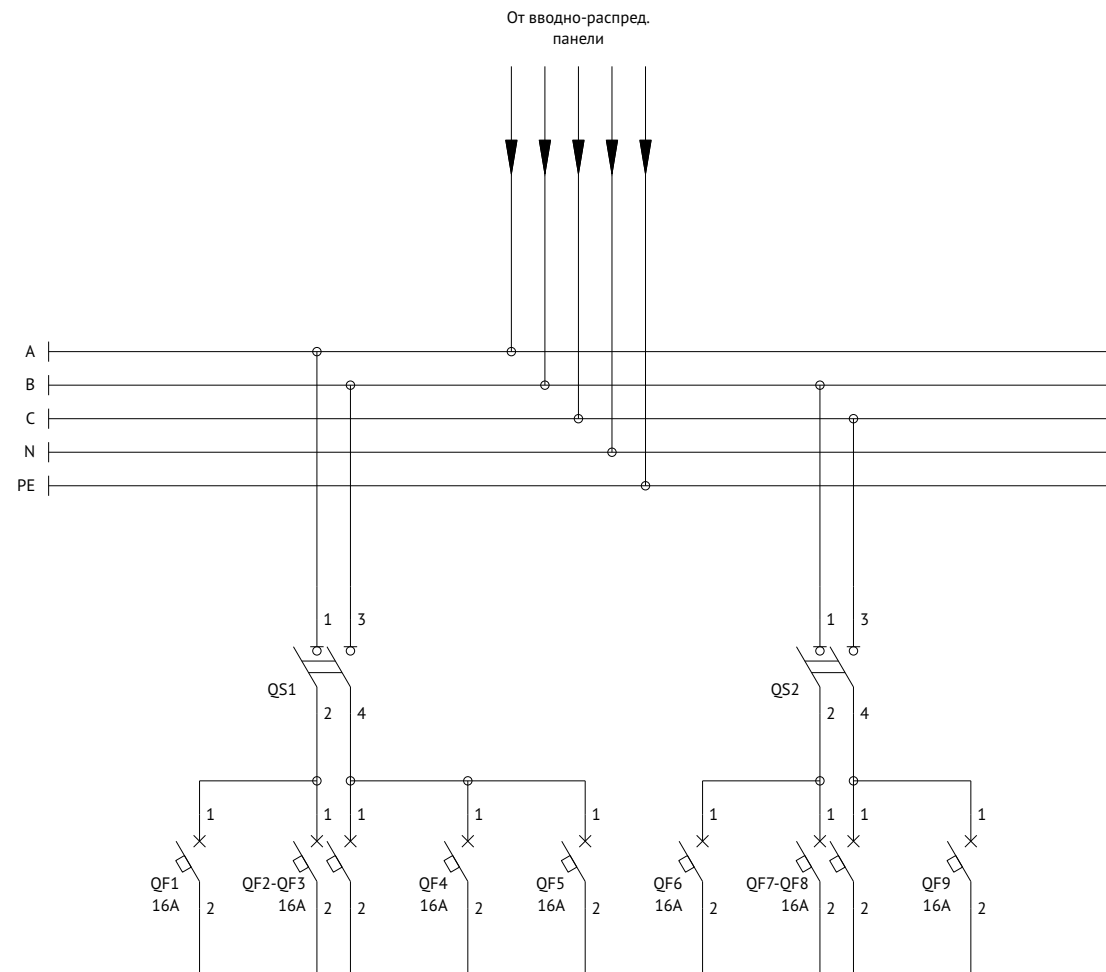 От вводно-распред.
панели
A
B
C
N
PE
1 3 1 3
QS1 QS2
2 4 2 4
1 1 1 1 1 1 1 1 1
QF1 QF2-QF3 QF4 QF5 QF6 QF7-QF8 QF9
16A 2 16A 2 2 16A 2 16A 2 16A 2 16A 2 2 16A 2